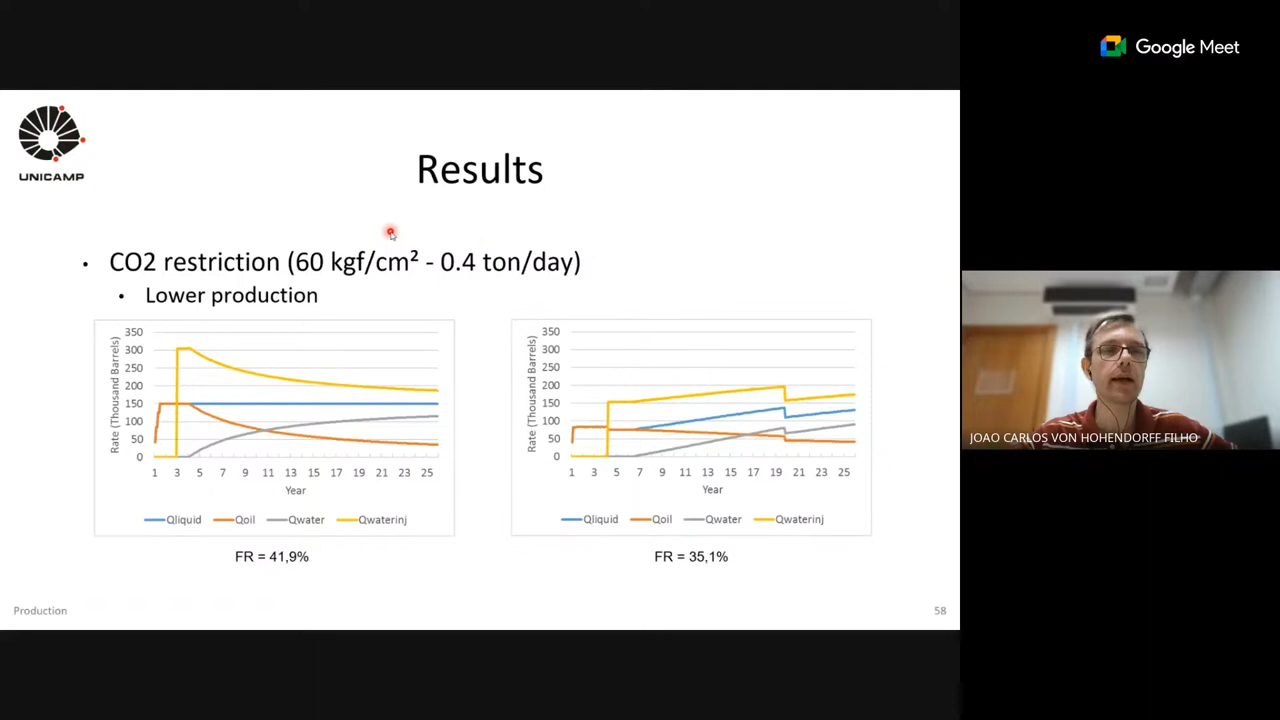 Google Meet
UNICAMP
Results
• CO2 restriction (60 kgf/cm² - 0.4 ton/day)
• Lower production
Rate (Thousand Barrels)
350
300
250
200
150
100
50
0
1 3 5 7 9 11 13 15 17 19 21 23 25
Year
Qliquid Qoil Qwater Qwaterinj
FR = 41,9%
Rate (Thousand Barrels)
350
300
250
200
150
100
50
0
1 3 5 7 9 11 13 15 17 19 21 23 25
Year
Qliquid Qoil Qwater Qwaterinj
FR = 35,1%
JOAO CARLOS VON HOHENDORFF FILHO
Production
58